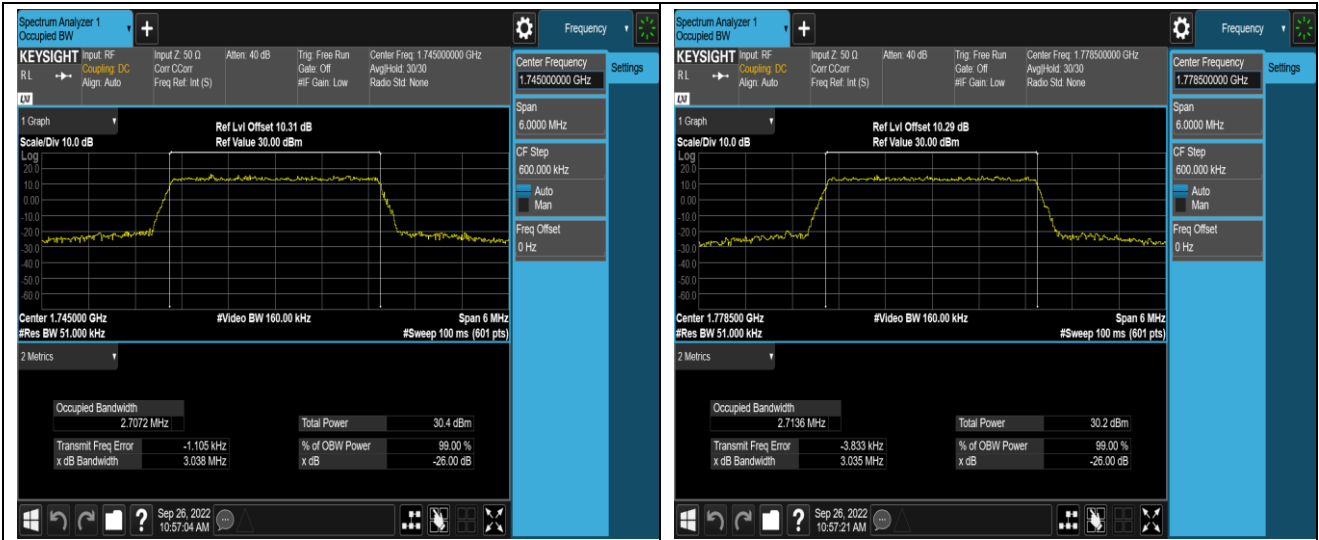 Spectrum Analyzer 1
Occupied BW
+
Frequency
KEYSIGHT
RL
LXI
Input: RF
Coupling: DC
Align: Auto
Input Z: 50 Ω
Corr CCorr
Freq Ref: Int (S)
Atten: 40 dB
Trig: Free Run
Gate: Off
#IF Gain: Low
Center Freq: 1.745000000 GHz
Avg|Hold: 30/30
Radio Std: None
Center Frequency
1.745000000 GHz
Settings
Span
6.0000 MHz
CF Step
600.000 kHz
Auto
Man
Freq Offset
0 Hz
1 Graph
Scale/Div 10.0 dB
Ref Lvl Offset 10.31 dB
Ref Value 30.00 dBm
Log
20.0
10.0
0.00
-10.0
-20.0
-30.0
-40.0
-50.0
-60.0
Center 1.745000 GHz
#Video BW 160.00 kHz
Span 6 MHz
#Res BW 51.000 kHz
#Sweep 100 ms (601 pts)
2 Metrics
Occupied Bandwidth
2.7072 MHz
Total Power
30.4 dBm
Transmit Freq Error
-1.105 kHz
% of OBW Power
99.00 %
x dB Bandwidth
3.038 MHz
x dB
-26.00 dB
?
Sep 26, 2022
10:57:04 AM
Spectrum Analyzer 1
Occupied BW
+
Frequency
KEYSIGHT
RL
LXI
Input: RF
Coupling: DC
Align: Auto
Input Z: 50 Ω
Corr CCorr
Freq Ref: Int (S)
Atten: 40 dB
Trig: Free Run
Gate: Off
#IF Gain: Low
Center Freq: 1.778500000 GHz
Avg|Hold: 30/30
Radio Std: None
Center Frequency
1.778500000 GHz
Settings
Span
6.0000 MHz
CF Step
600.000 kHz
Auto
Man
Freq Offset
0 Hz
1 Graph
Scale/Div 10.0 dB
Ref Lvl Offset 10.29 dB
Ref Value 30.00 dBm
Log
20.0
10.0
0.00
-10.0
-20.0
-30.0
-40.0
-50.0
-60.0
Center 1.778500 GHz
#Video BW 160.00 kHz
Span 6 MHz
#Res BW 51.000 kHz
#Sweep 100 ms (601 pts)
2 Metrics
Occupied Bandwidth
2.7136 MHz
Total Power
30.2 dBm
Transmit Freq Error
-3.833 kHz
% of OBW Power
99.00 %
x dB Bandwidth
3.035 MHz
x dB
-26.00 dB
?
Sep 26, 2022
10:57:21 AM